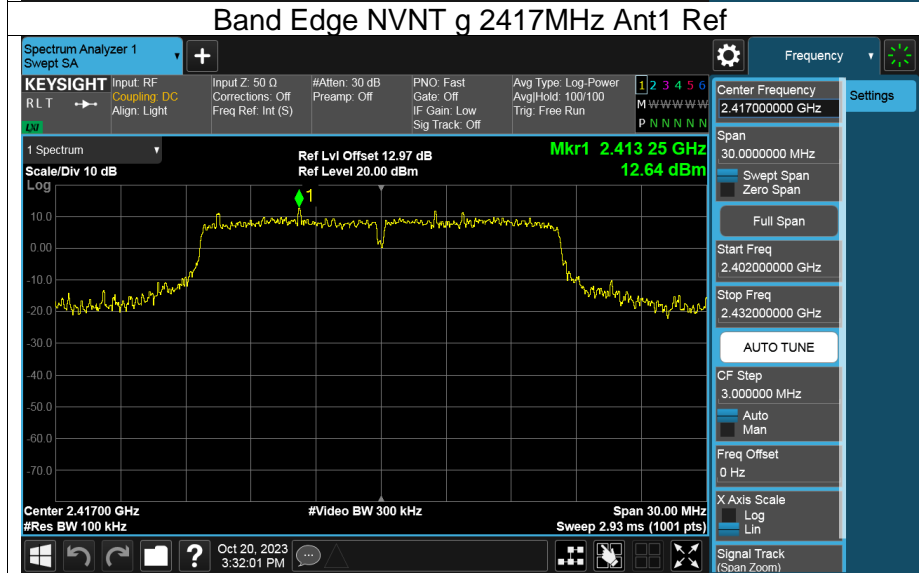 Band Edge NVNT g 2417MHz Ant1 Ref
Spectrum Analyzer 1
Swept SA
+
Frequency
KEYSIGHT
RLT
LXI
Input: RF
Coupling: DC
Align: Light
Input Z: 50 Ω
Corrections: Off
Freq Ref: Int (S)
#Atten: 30 dB
Preamp: Off
PNO: Fast
Gate: Off
IF Gain: Low
Sig Track: Off
Avg Type: Log-Power
Avg|Hold: 100/100
Trig: Free Run
1 2 3 4 5 6
M W W W W W
P N N N N N
1 Spectrum
Scale/Div 10 dB
Log
Ref Lvl Offset 12.97 dB
Ref Level 20.00 dBm
Mkr1 2.413 25 GHz
12.64 dBm
1
10.0
0.00
-10.0
-20.0
-30.0
-40.0
-50.0
-60.0
-70.0
Center 2.41700 GHz
#Res BW 100 kHz
#Video BW 300 kHz
Span 30.00 MHz
Sweep 2.93 ms (1001 pts)
?
Oct 20, 2023
3:32:01 PM
Center Frequency
2.417000000 GHz
Span
30.0000000 MHz
Swept Span
Zero Span
Full Span
Start Freq
2.402000000 GHz
Stop Freq
2.432000000 GHz
AUTO TUNE
CF Step
3.000000 MHz
Auto
Man
Freq Offset
0 Hz
X Axis Scale
Log
Lin
Signal Track
(Span Zoom)
Settings